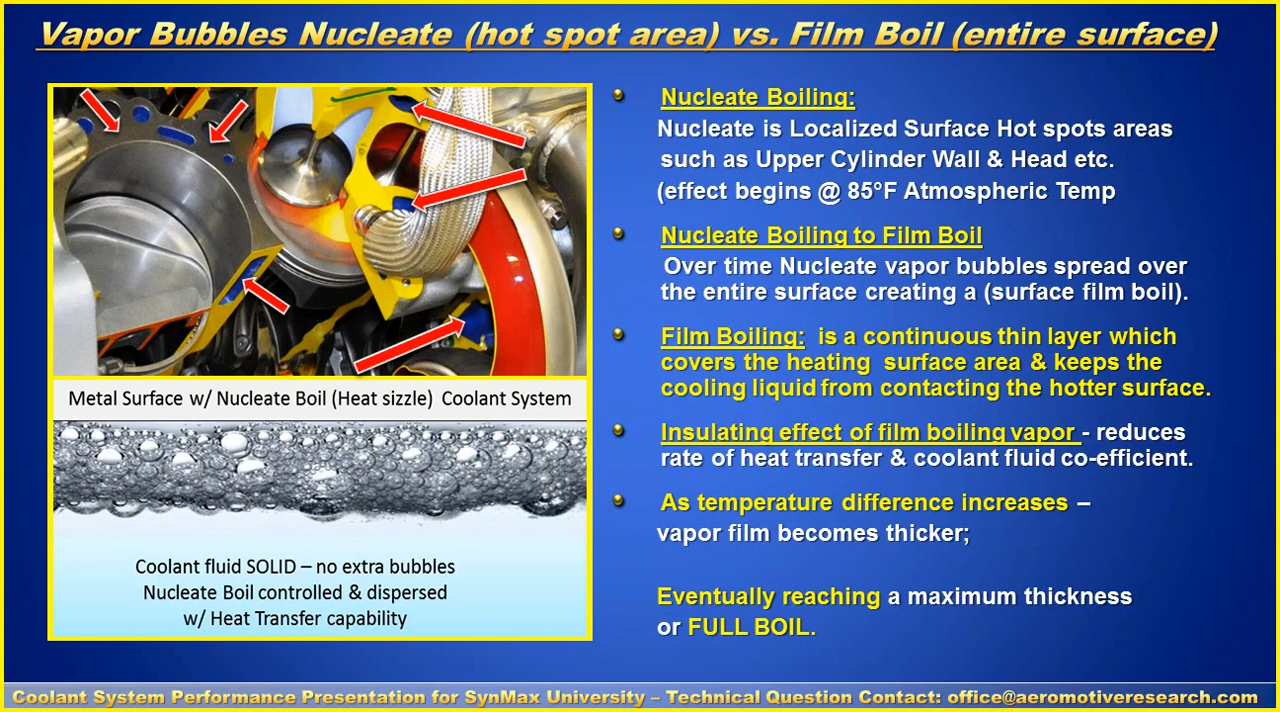 Vapor Bubbles Nucleate (hot spot area) vs. Film Boil (entire surface)
Metal Surface w/ Nucleate Boil (Heat sizzle) Coolant System
Coolant fluid SOLID – no extra bubbles
Nucleate Boil controlled & dispersed
w/ Heat Transfer capability
Nucleate Boiling:
Nucleate is Localized Surface Hot spots areas
such as Upper Cylinder Wall & Head etc.
(effect begins @ 85°F Atmospheric Temp
Nucleate Boiling to Film Boil
Over time Nucleate vapor bubbles spread over
the entire surface creating a (surface film boil).
Film Boiling: is a continuous thin layer which
covers the heating surface area & keeps the
cooling liquid from contacting the hotter surface.
Insulating effect of film boiling vapor - reduces
rate of heat transfer & coolant fluid co-efficient.
As temperature difference increases –
vapor film becomes thicker;
Eventually reaching a maximum thickness
or FULL BOIL.
Coolant System Performance Presentation for SynMax University – Technical Question Contact: office@aeromotiveresearch.com